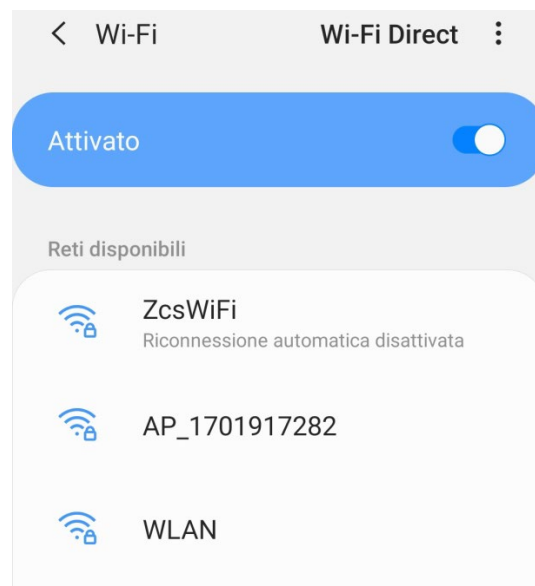 Wi-Fi Wi-Fi Direct
Attivato
Reti disponibili
ZcsWiFi
Riconnessione automatica disattivata
AP_1701917282
WLAN